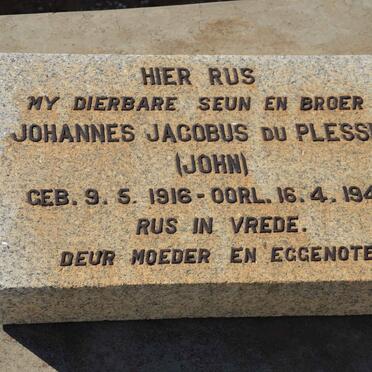 HIER RUS
MY DIERBARE SEUN EN BROER
JOHANNES JACOBUS DU PLESS
(JOHN)
GEB. 9. 5. 1916 - OORL. 16. 4. 194
RUS IN VREDE.
DEUR MOEDER EN EGGENOTE